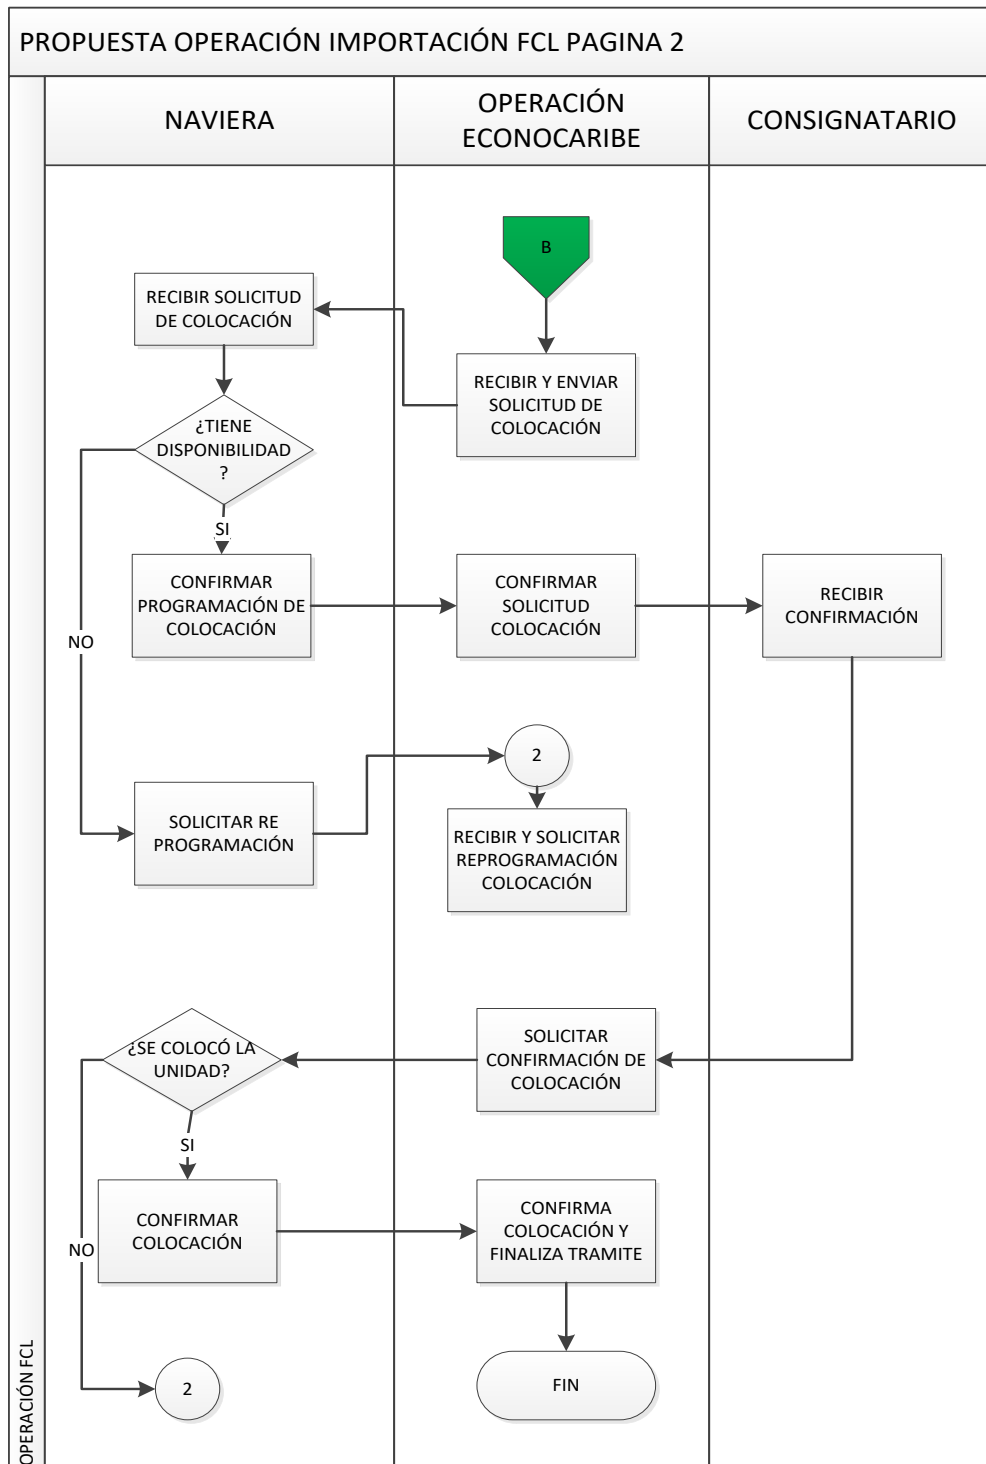 PROPUESTA OPERACIÓN IMPORTACIÓN FCL PAGINA 2
NAVIERA
OPERACIÓN
ECONOCARIBE
CONSIGNATARIO
B
RECIBIR SOLICITUD
DE COLOCACIÓN
RECIBIR Y ENVIAR
SOLICITUD DE
COLOCACIÓN
¿TIENE
DISPONIBILIDAD
?
SI
NO
CONFIRMAR
PROGRAMACIÓN DE
COLOCACIÓN
CONFIRMAR
SOLICITUD
COLOCACIÓN
RECIBIR
CONFIRMACIÓN
2
SOLICITAR RE
PROGRAMACIÓN
RECIBIR Y SOLICITAR
REPROGRAMACIÓN
COLOCACIÓN
¿SE COLOCÓ LA
UNIDAD?
SOLICITAR
CONFIRMACIÓN DE
COLOCACIÓN
SI
NO
CONFIRMAR
COLOCACIÓN
CONFIRMA
COLOCACIÓN Y
FINALIZA TRAMITE
2
FIN
OPERACIÓN FCL